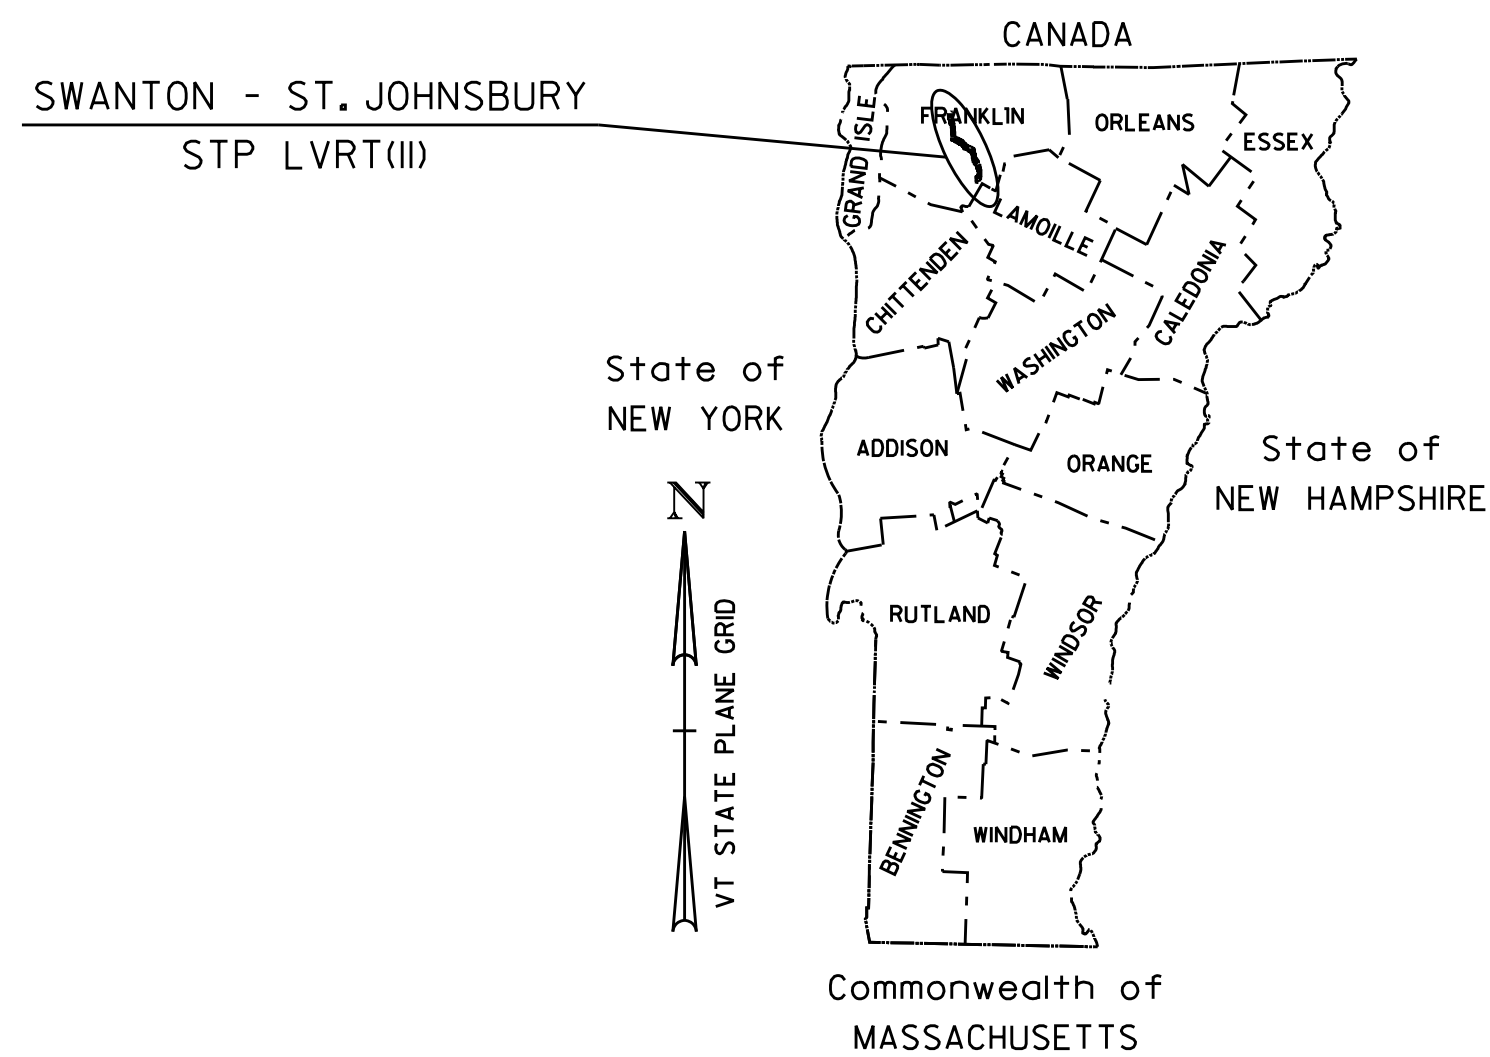 CANADA
SWANTON - ST. JOHNSBURY
STP LVRT(II)
GRAND ISLE
FRANKLIN
ORLEANS
ESSEX
LAMOILLE
CHITTENDEN
CALEDONIA
WASHINGTON
State of
NEW YORK
ADDISON
ORANGE
State of
NEW HAMPSHIRE
N
VT STATE PLANE GRID
RUTLAND
WINDSOR
BENNINGTON
WINDHAM
Commonwealth of
MASSACHUSETTS